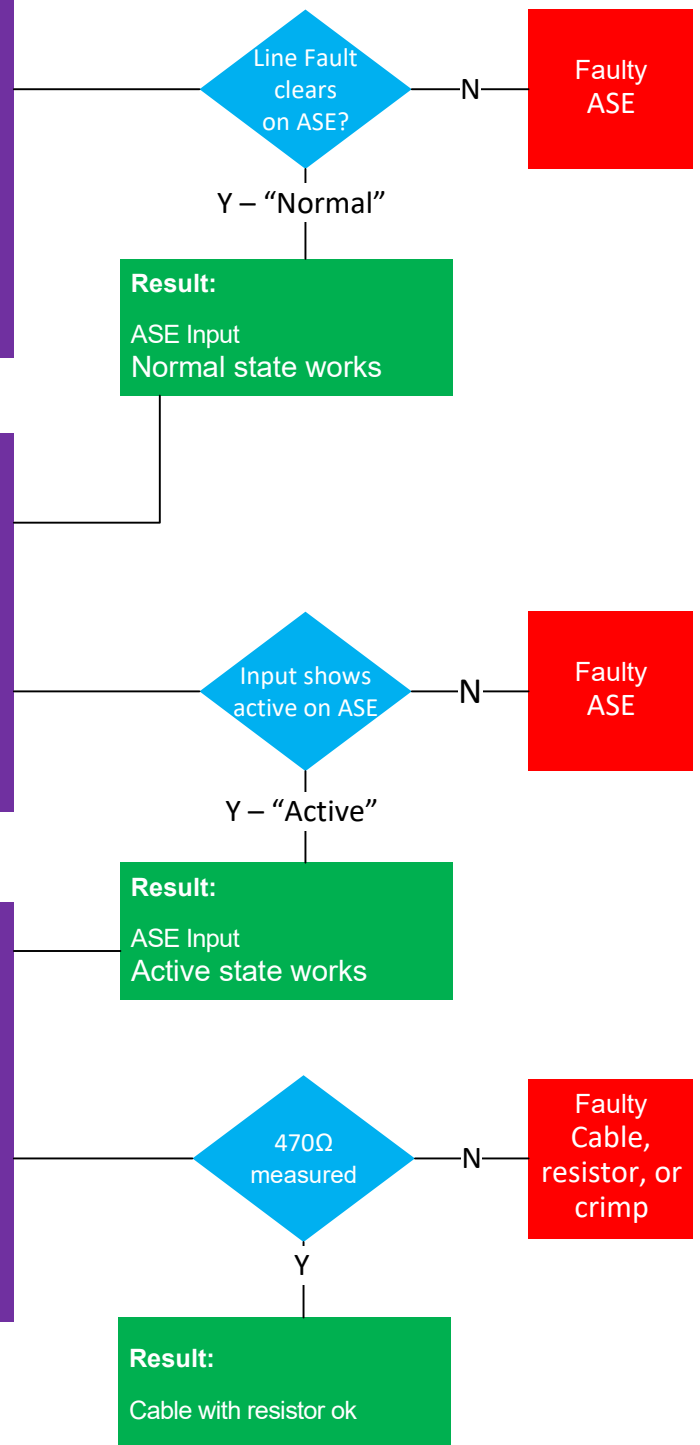 Line Fault
clears
on ASE?
N
Faulty
ASE
Y – “Normal”
Result:
ASE Input
Normal state works
Input shows
active on ASE
N
Faulty
ASE
Y – “Active”
Result:
ASE Input
Active state works
470Ω
measured
N
Faulty
Cable,
resistor, or
crimp
Y
Result:
Cable with resistor ok